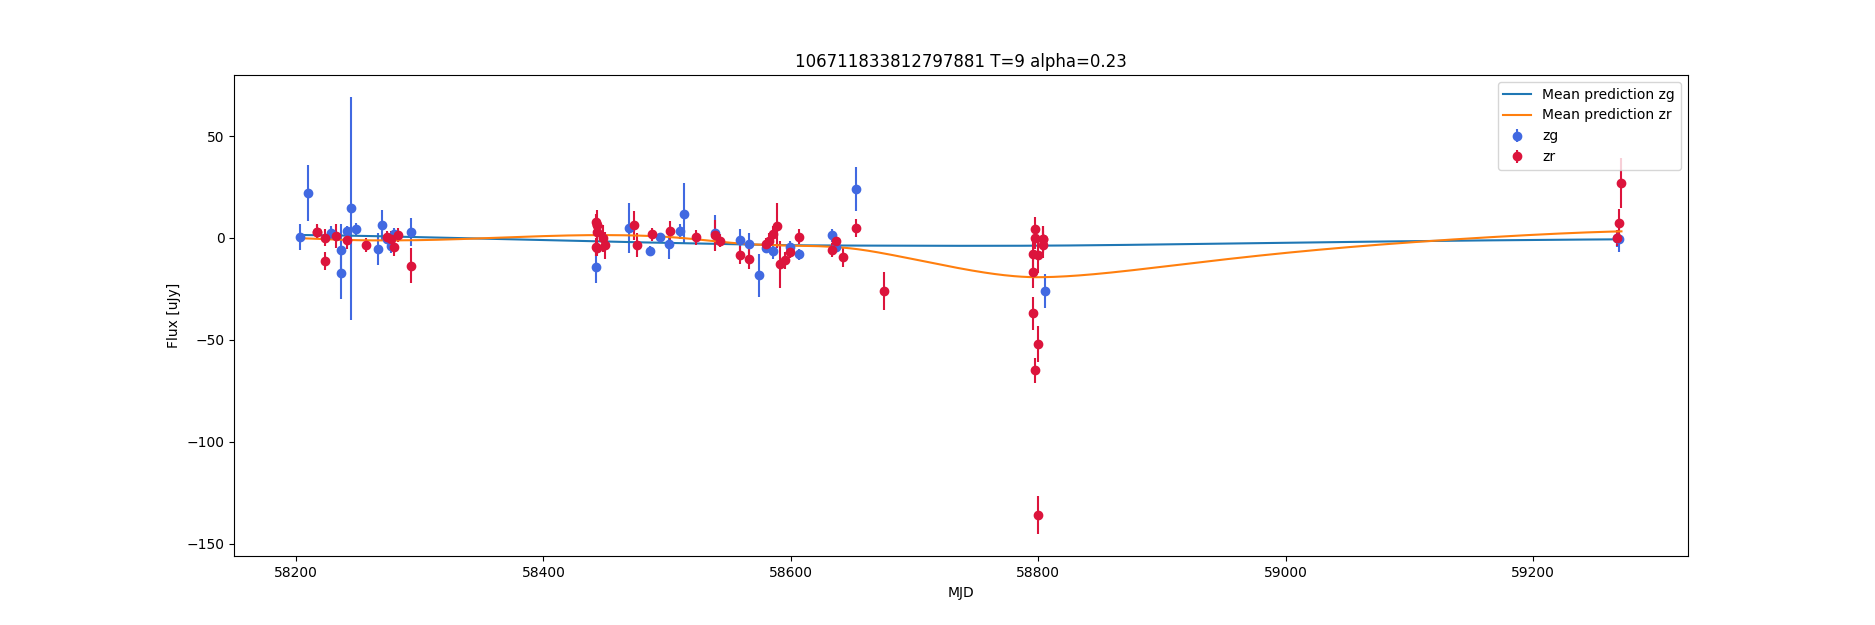 106711833812797881 T=9 alpha=0.23
Mean prediction zg
Mean prediction zr
zg
zr
50
0
−50
−100
−150
Flux [uJy]
58200 58400 58600 58800 59000 59200
MJD